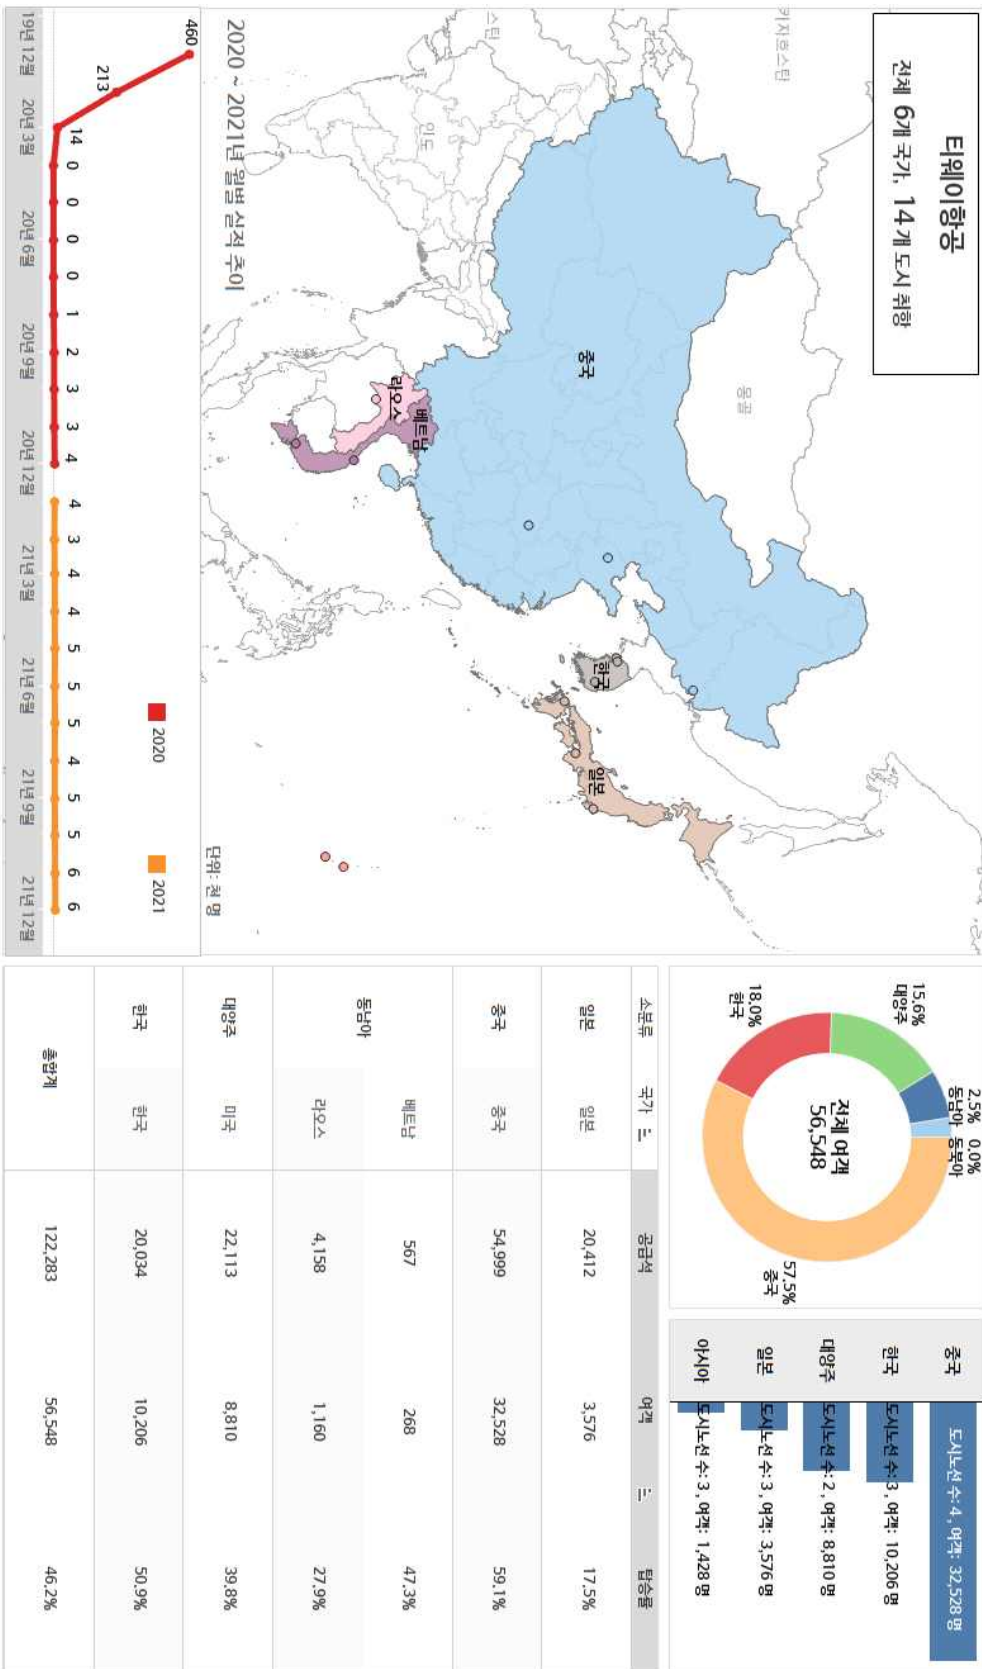 티웨이항공
전체 6개 국가, 14개 도시 취항
카자흐스탄
몽골
스탄
인도
중국
라오스
베트남
한국
일본
2020 ~ 2021년 월별 실적 추이
단위: 천 명
2020
2021
460
213
14
0
0
0
0
1
2
3
3
4
4
3
4
4
5
5
5
4
5
5
6
6
19년 12월
20년 3월
20년 6월
20년 9월
20년 12월
21년 3월
21년 6월
21년 9월
21년 12월
2.5%
동남아
0.0%
동북아
15.6%
대양주
18.0%
한국
57.5%
중국
전체 여객
56,548
중국 도시노선 수: 4 , 여객: 32,528 명
한국 도시노선 수: 3 , 여객: 10,206 명
대양주 도시노선 수: 2 , 여객: 8,810 명
일본 도시노선 수: 3 , 여객: 3,576 명
아시아 도시노선 수: 3 , 여객: 1,428 명
소분류 국가 공급석 여객 탑승률
일본 일본 20,412 3,576 17.5%
중국 중국 54,999 32,528 59.1%
동남아 베트남 567 268 47.3%
라오스 4,158 1,160 27.9%
대양주 미국 22,113 8,810 39.8%
한국 한국 20,034 10,206 50.9%
총합계 122,283 56,548 46.2%